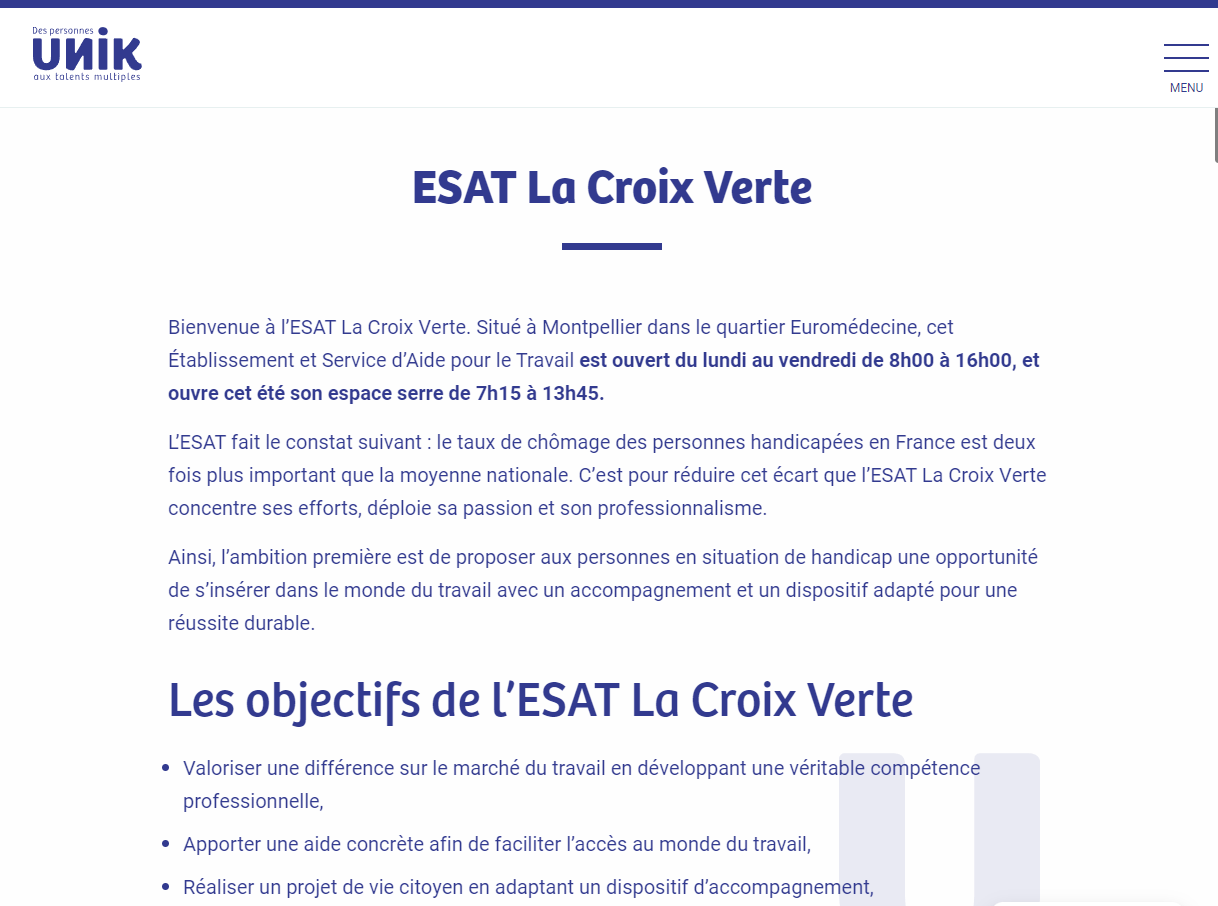 Des personnes
UNIK
aux talents multiples
MENU
ESAT La Croix Verte
Bienvenue à l’ESAT La Croix Verte. Situé à Montpellier dans le quartier Euromédecine, cet
Établissement et Service d’Aide pour le Travail est ouvert du lundi au vendredi de 8h00 à 16h00, et
ouvre cet été son espace serre de 7h15 à 13h45.
L’ESAT fait le constat suivant : le taux de chômage des personnes handicapées en France est deux
fois plus important que la moyenne nationale. C’est pour réduire cet écart que l’ESAT La Croix Verte
concentre ses efforts, déploie sa passion et son professionnalisme.
Ainsi, l’ambition première est de proposer aux personnes en situation de handicap une opportunité
de s’insérer dans le monde du travail avec un accompagnement et un dispositif adapté pour une
réussite durable.
Les objectifs de l’ESAT La Croix Verte
• Valoriser une différence sur le marché du travail en développant une véritable compétence
professionnelle,
• Apporter une aide concrète afin de faciliter l’accès au monde du travail,
• Réaliser un projet de vie citoyen en adaptant un dispositif d’accompagnement,